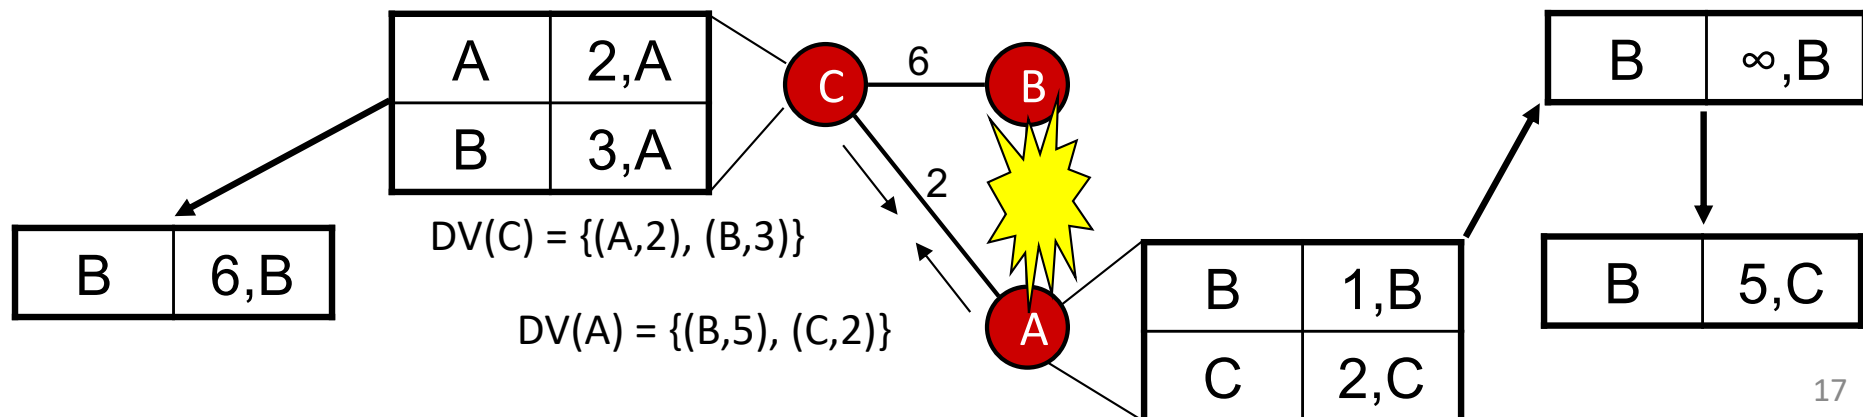 A 2,A
B 3,A
C
6
B
B ∞,B
2
B 6,B
DV(C) = {(A,2), (B,3)}
DV(A) = {(B,5), (C,2)}
A
B 1,B
C 2,C
B 5,C
17